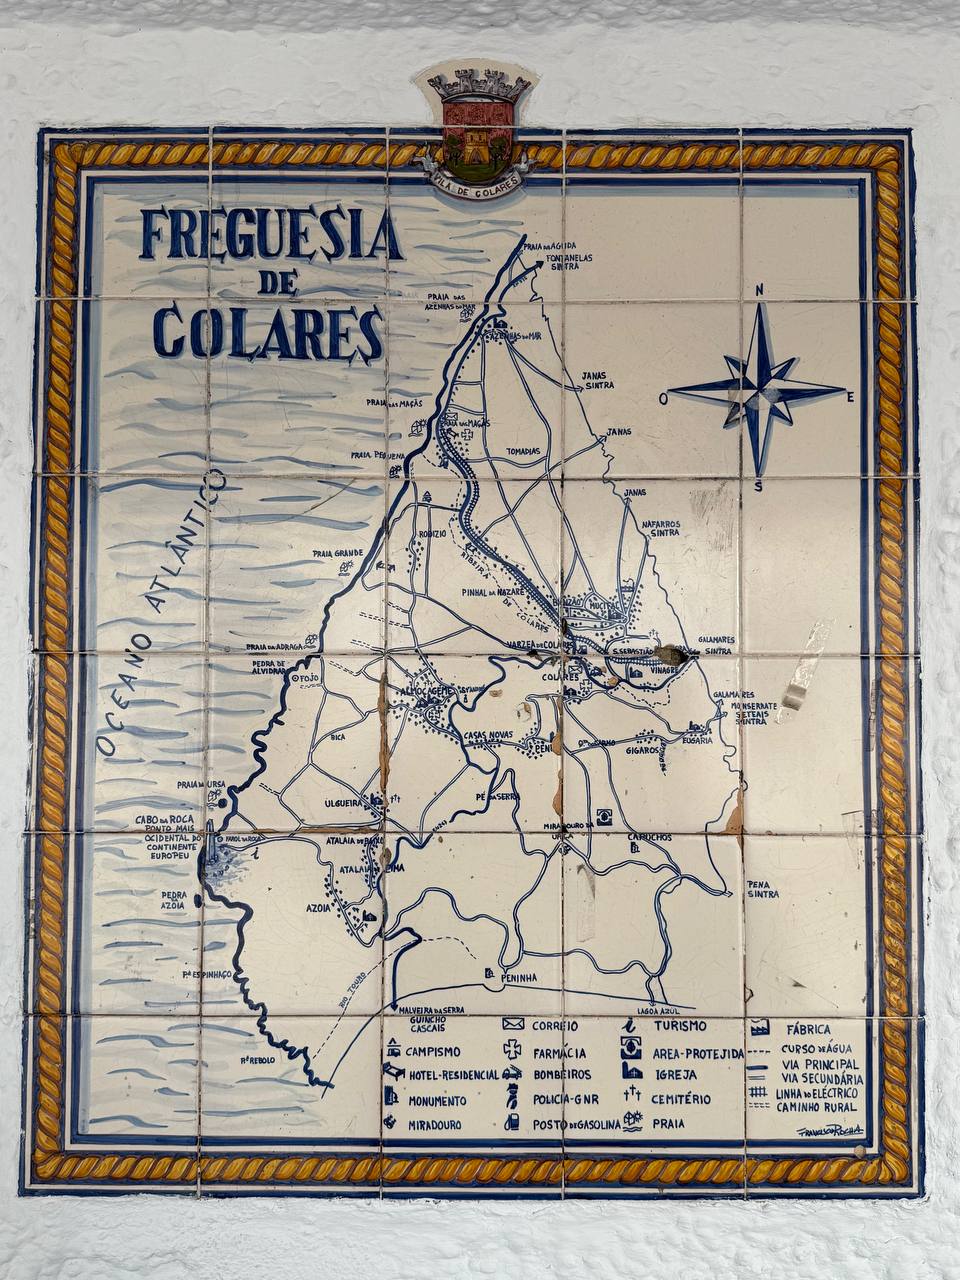 VILA DE COLARES
FREGUESIA
DE
COLARES
PRAIA DA AGUDA
FONTANELAS
SINTRA
PRAIA DAS
AZENHAS DO MAR
AZENHAS DO MAR
N
O
E
S
JANAS
SINTRA
PRAIA DAS MAÇÃS
PRAIA DAS MAÇÃS
JANAS
TOMADIAS
PRAIA PEQUENA
JANAS
RODIZIO
NAFARROS
SINTRA
OCEANO ATLÂNTICO
PRAIA GRANDE
RIBEIRA DE COLARES
PINHAL DA NAZARÉ
BANZÃO
MUCIFAL
PRAIA DA ADRAGA
VARZEA DE COLARES
S. SEBASTIÃO
GALAMARES
SINTRA
PEDRA DE
ALVIDRAR
FOJO
COLARES
VINAGRE
ALMOÇAGEME
GALAMARES
MONSERRATE
SETEAIS
SINTRA
BICA
CASAS NOVAS
PENE
GIGAROS
EUGARIA
PRAIA DA URSA
ULGUEIRA
PÉ DA SERRA
CABO DA ROCA
PONTO MAIS
OCIDENTAL DO
CONTINENTE
EUROPEU
FAROL DA ROCA
i
MIRADOURO DA
CAPUCHOS
ATALAIA DE BAIXO
ATALAIA CIMA
PEDRA
DA
AZOIA
AZOIA
PENA
SINTRA
Pª ESPINHAÇO
RIO TOURO
PENINHA
MALVEIRA DA SERRA
GUINCHO
CASCAIS
LAGOA AZUL
Pª REBOLO
CORREIO
i TURISMO
FÁBRICA
CAMPISMO
FARMÁCIA
AREA-PROTEJIDA
CURSO DE ÁGUA
HOTEL-RESIDENCIAL
BOMBEIROS
IGREJA
VIA PRINCIPAL
VIA SECUNDÁRIA
MONUMENTO
POLICIA-GNR
CEMITÉRIO
LINHA DO ELÉCTRICO
CAMINHO RURAL
MIRADOURO
POSTO DE GASOLINA
PRAIA
FRANCISCO ROCHA